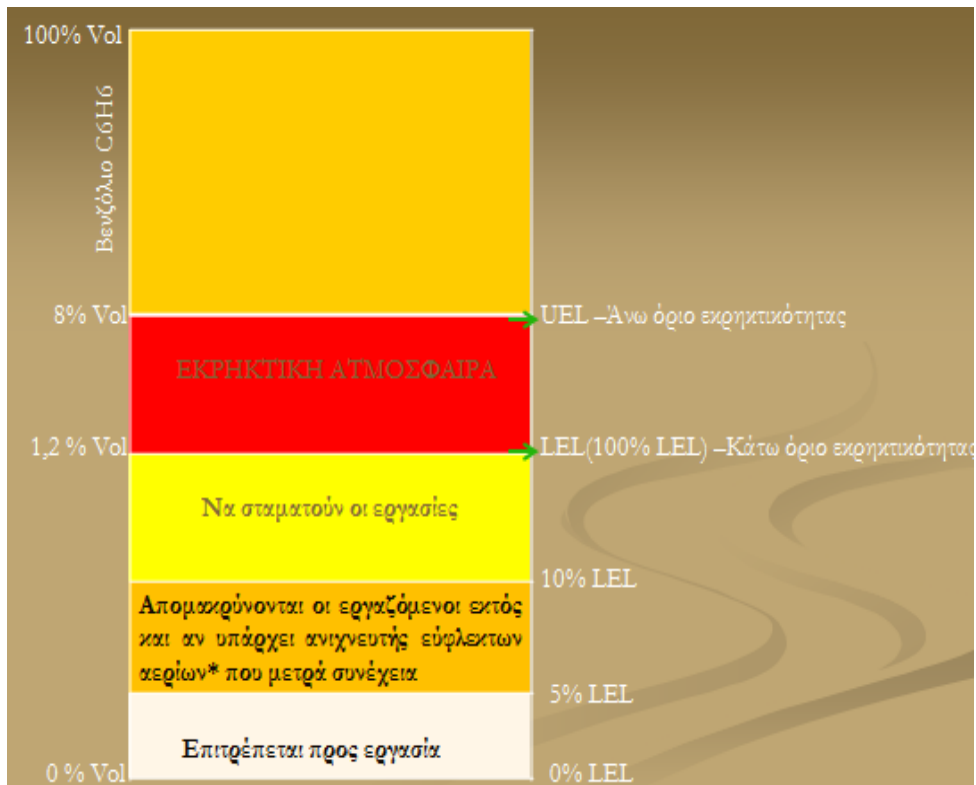 100% Vol
Βενζόλιο C6H6
8% Vol
UEL –Άνω όριο εκρηκτικότητας
ΕΚΡΗΚΤΙΚΗ ΑΤΜΟΣΦΑΙΡΑ
1,2 % Vol
LEL(100% LEL) –Κάτω όριο εκρηκτικότητας
Να σταματούν οι εργασίες
10% LEL
Απομακρύνονται οι εργαζόμενοι εκτός
και αν υπάρχει ανιχνευτής εύφλεκτων
αερίων* που μετρά συνέχεια
5% LEL
Επιτρέπεται προς εργασία
0 % Vol
0% LEL